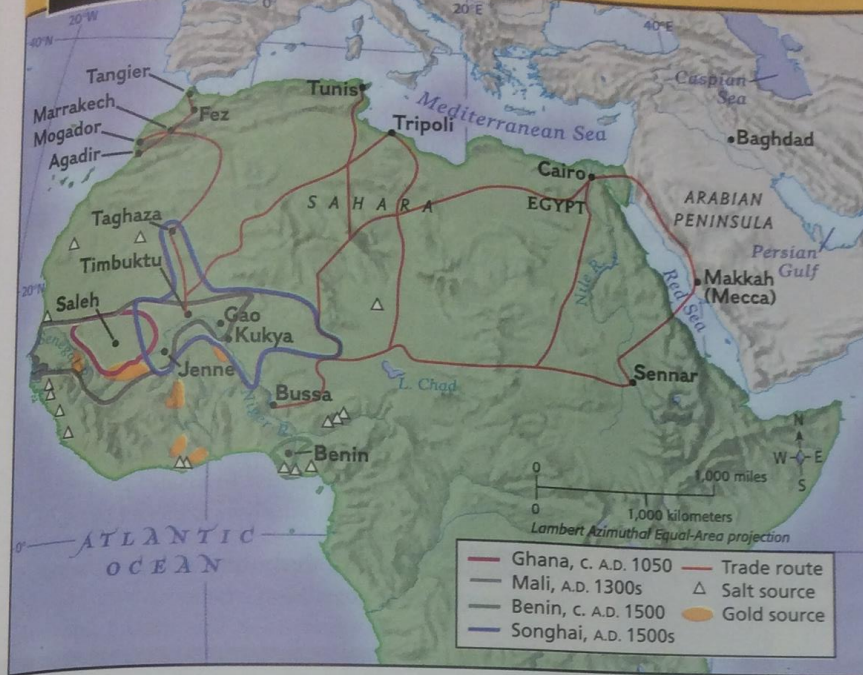 20°W
0°
20°E
40°E
40°N
Tangier
Marrakech
Mogador
Agadir
Fez
Tunis
Tripoli
Mediterranean Sea
Caspian
Sea
Baghdad
Cairo
EGYPT
SAHARA
ARABIAN
PENINSULA
Persian
Gulf
Taghaza
Timbuktu
20°N
Saleh
Gao
Kukya
Jenne
Nile R.
Red Sea
Makkah
(Mecca)
Bussa
L. Chad
Sennar
Niger R.
Benin
N
W E
S
0 1,000 miles
0 1,000 kilometers
Lambert Azimuthal Equal-Area projection
0°
ATLANTIC
OCEAN
Ghana, C. A.D. 1050
Mali, A.D. 1300s
Benin, C. A.D. 1500
Songhai, A.D. 1500s
Trade route
Salt source
Gold source